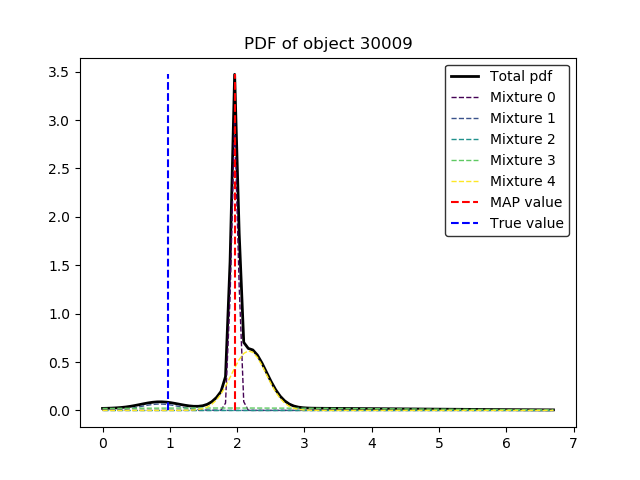 PDF of object 30009
3.5
3.0
2.5
2.0
1.5
1.0
0.5
0.0
Total pdf
Mixture 0
Mixture 1
Mixture 2
Mixture 3
Mixture 4
MAP value
True value
0 1 2 3 4 5 6 7